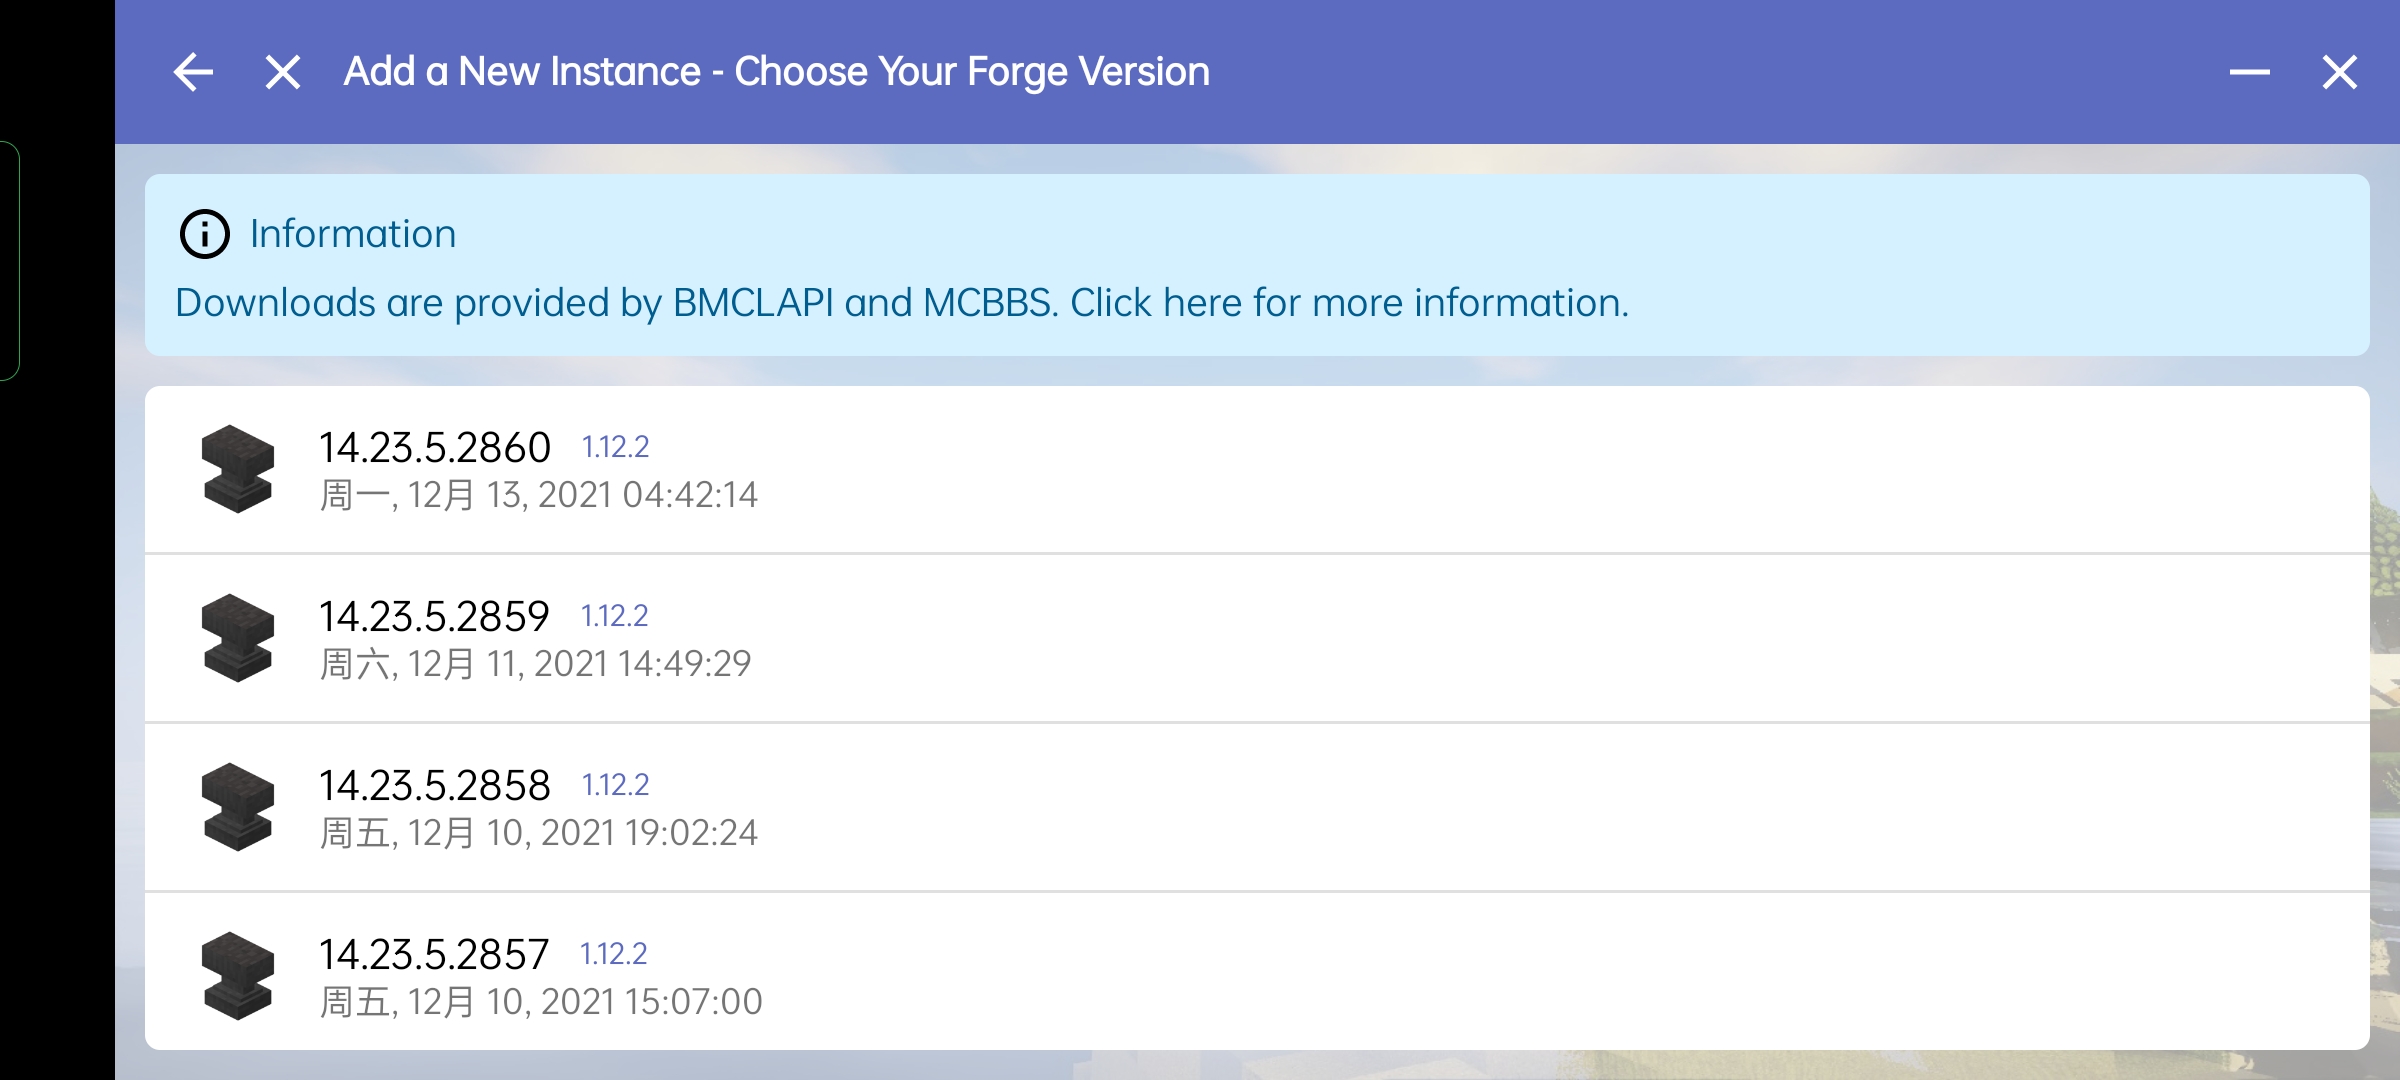 Add a New Instance - Choose Your Forge Version
Information
Downloads are provided by BMCLAPI and MCBBS. Click here for more information.
14.23.5.2860 1.12.2
周一, 12月 13, 2021 04:42:14
14.23.5.2859 1.12.2
周六, 12月 11, 2021 14:49:29
14.23.5.2858 1.12.2
周五, 12月 10, 2021 19:02:24
14.23.5.2857 1.12.2
周五, 12月 10, 2021 15:07:00